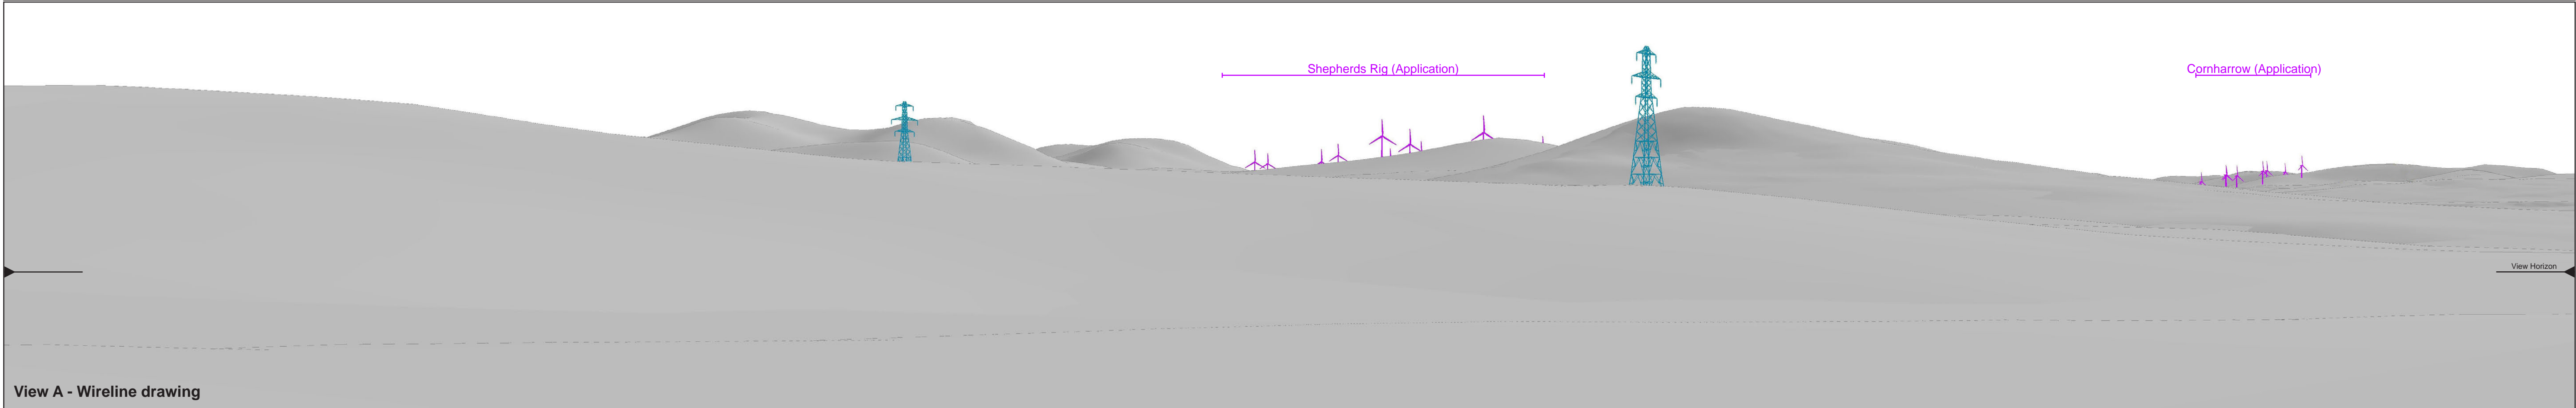 Shepherds Rig (Application)
Cornharrow (Application)
View Horizon
View A - Wireline drawing